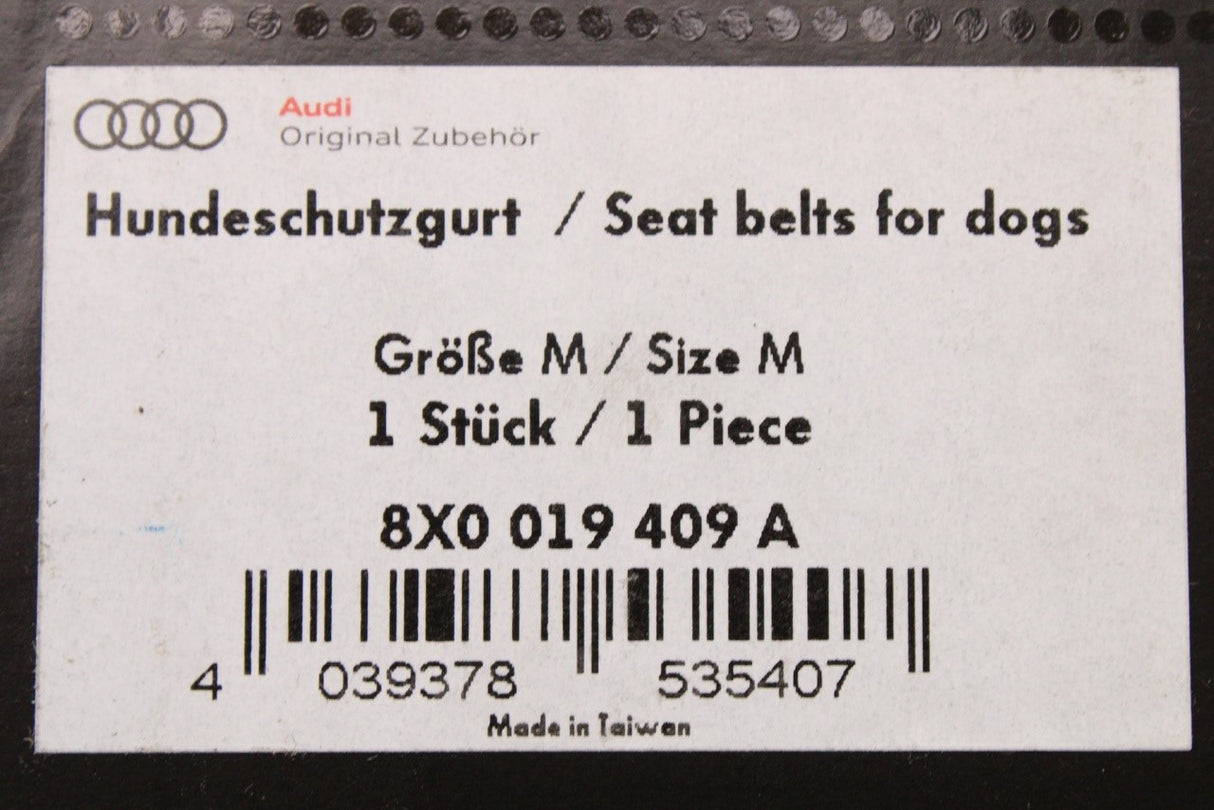 Audi
Original Zubehör
Hundeschutzgurt / Seat belts for dogs
Größe M / Size M
1 Stück / 1 Piece
8X0 019 409 A
4 039378 535407
Made in Taiwan